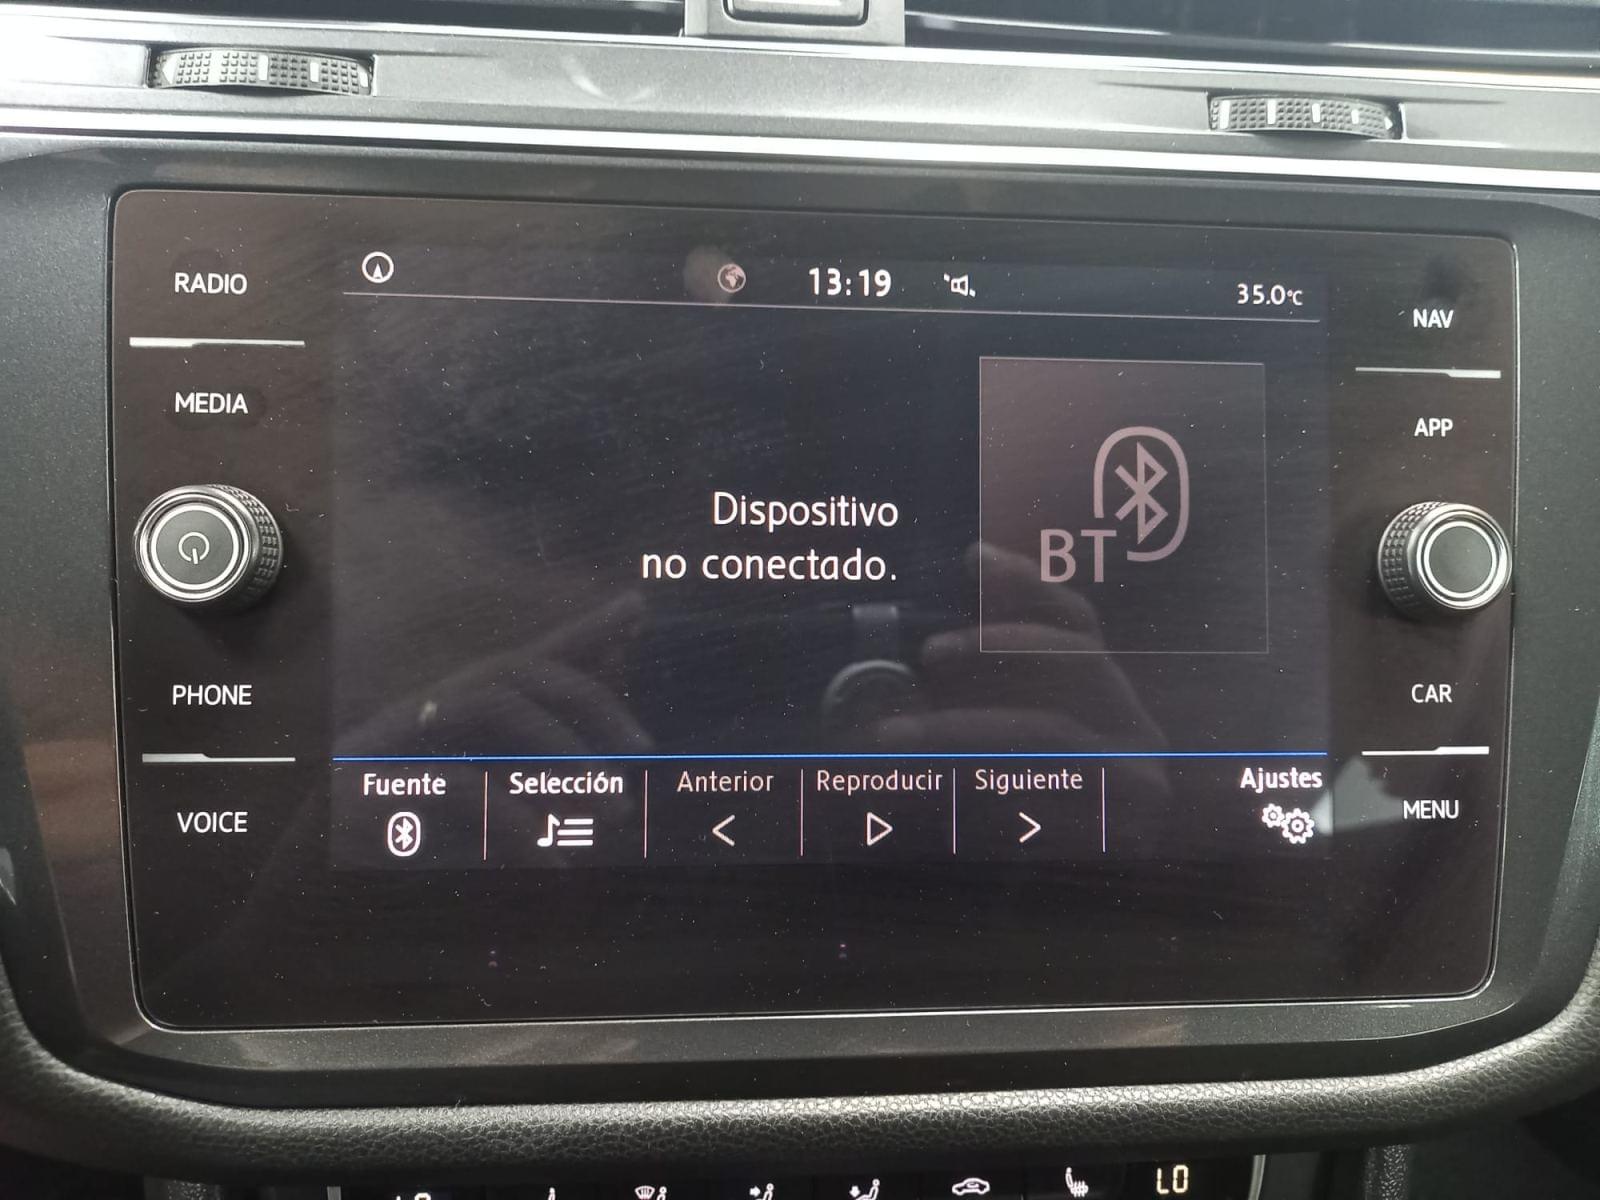 RADIO
MEDIA
PHONE
VOICE
13:19
35.0°C
Dispositivo
no conectado.
BT
Fuente
Selección
Anterior
Reproducir
Siguiente
Ajustes
NAV
APP
CAR
MENU
LO